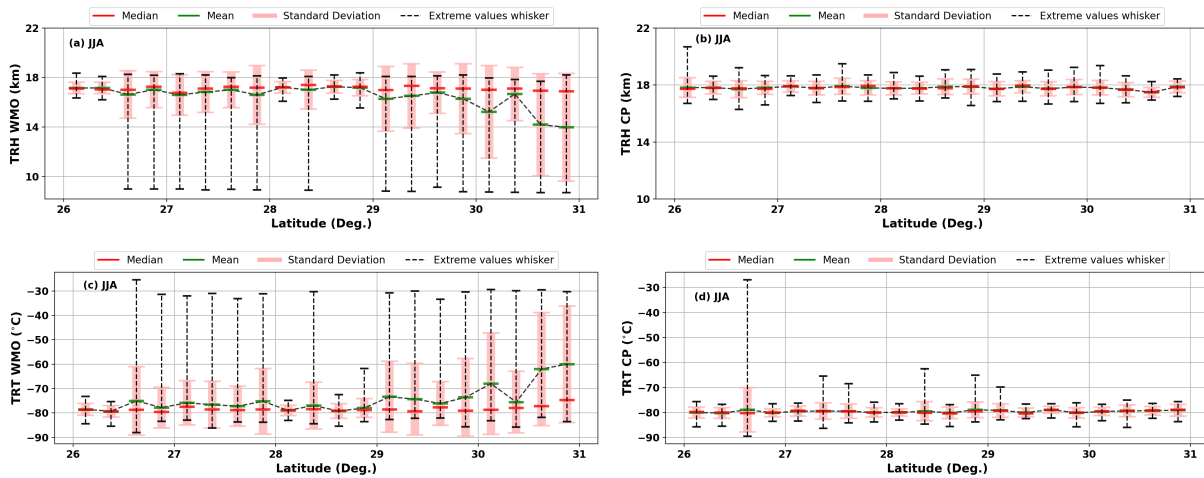 Median Mean Standard Deviation Extreme values whisker
(a) JJA
TRH WMO (km)
22
18
14
10
26 27 28 29 30 31
Latitude (Deg.)
Median Mean Standard Deviation Extreme values whisker
(b) JJA
TRH CP (km)
22
18
14
10
26 27 28 29 30 31
Latitude (Deg.)
Median Mean Standard Deviation Extreme values whisker
(c) JJA
TRT WMO (°C)
−30
−40
−50
−60
−70
−80
−90
26 27 28 29 30 31
Latitude (Deg.)
Median Mean Standard Deviation Extreme values whisker
(d) JJA
TRT CP (°C)
−30
−40
−50
−60
−70
−80
−90
26 27 28 29 30 31
Latitude (Deg.)